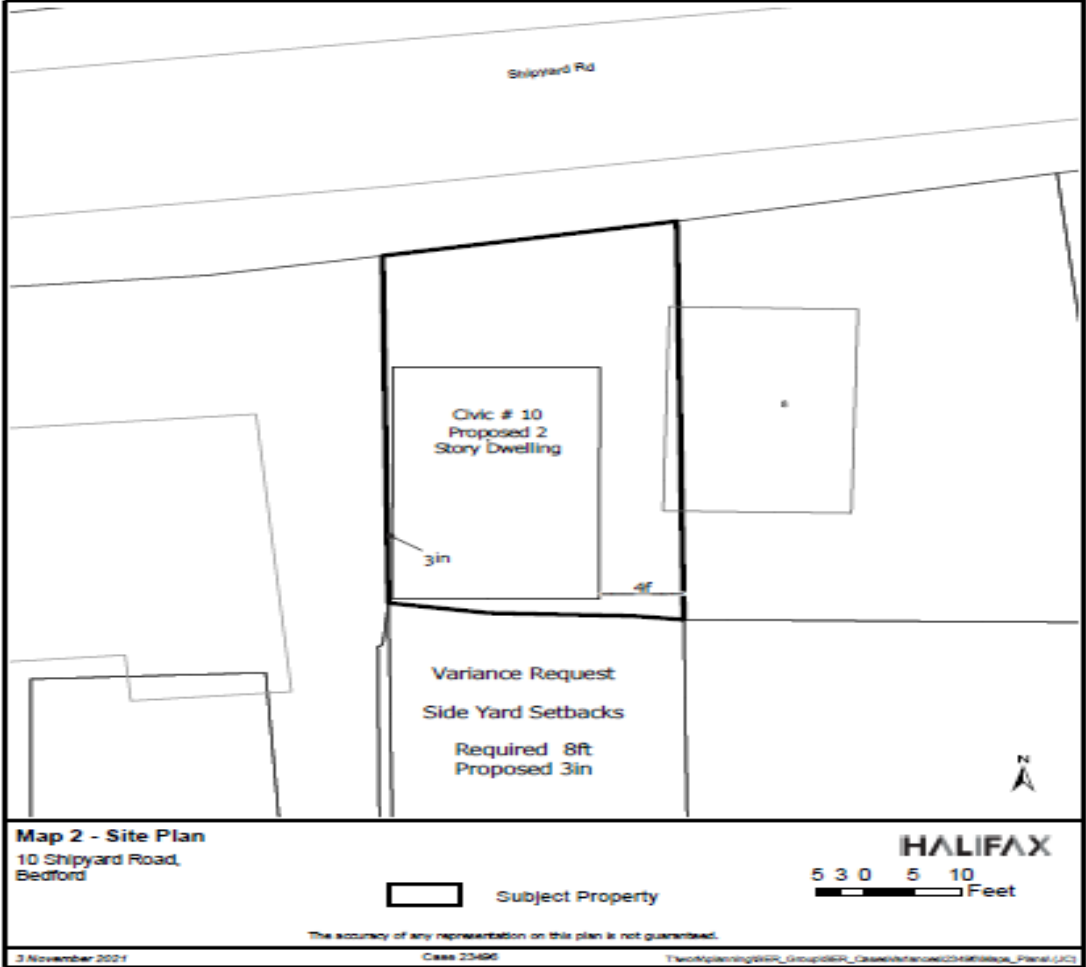 Shipyard Rd
Civic # 10
Proposed 2
Story Dwelling
3in
4f
Variance Request
Side Yard Setbacks
Required 8ft
Proposed 3in
N
Map 2 - Site Plan
10 Shipyard Road,
Bedford
Subject Property
HALIFAX
5 3 0 5 10
Feet
The accuracy of any representation on this plan is not guaranteed.
3 November 2021
Case 23496